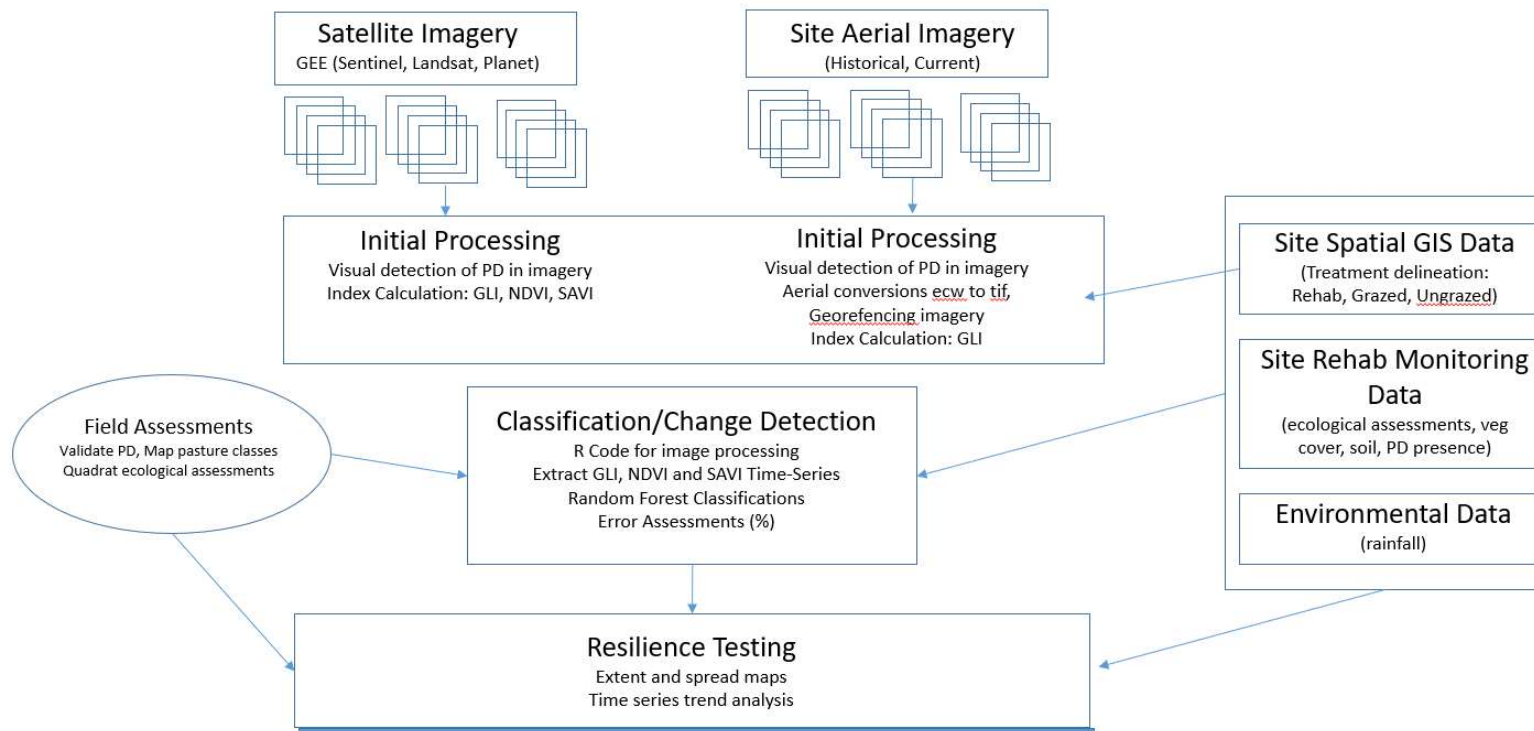 Satellite Imagery
GEE (Sentinel, Landsat, Planet)
Site Aerial Imagery
(Historical, Current)
Initial Processing
Visual detection of PD in imagery
Index Calculation: GLI, NDVI, SAVI
Initial Processing
Visual detection of PD in imagery
Aerial conversions ecw to tif,
Georefencing imagery
Index Calculation: GLI
Site Spatial GIS Data
(Treatment delineation:
Rehab, Grazed, Ungrazed)
Site Rehab Monitoring
Data
(ecological assessments, veg
cover, soil, PD presence)
Environmental Data
(rainfall)
Field Assessments
Validate PD, Map pasture classes
Quadrat ecological assessments
Classification/Change Detection
R Code for image processing
Extract GLI, NDVI and SAVI Time-Series
Random Forest Classifications
Error Assessments (%)
Resilience Testing
Extent and spread maps
Time series trend analysis